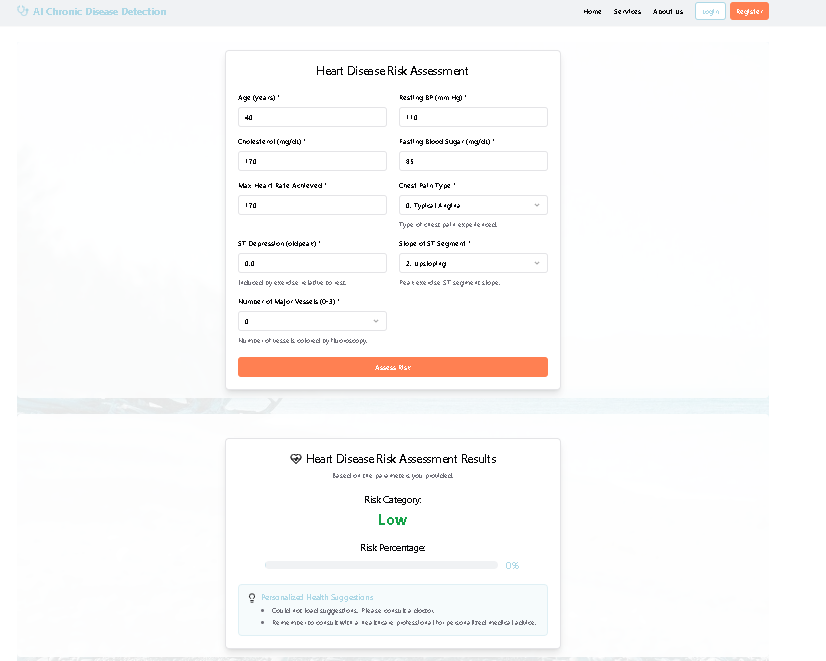 AI Chronic Disease Detection
Home Services About us Login Register
Heart Disease Risk Assessment
Age (years) * Resting BP (mm Hg) *
40 110
Cholesterol (mg/dL) * Fasting Blood Sugar (mg/dL) *
170 85
Max Heart Rate Achieved * Chest Pain Type *
170 0. Typical Angina
Type of chest pain experienced.
ST Depression (oldpeak) * Slope of ST Segment *
0.0 2. Upsloping
Induced by exercise relative to rest. Peak exercise ST segment slope.
Number of Major Vessels (0-3) *
0
Number of vessels colored by fluoroscopy.
Assess Risk
Heart Disease Risk Assessment Results
Based on the parameters you provided.
Risk Category:
Low
Risk Percentage:
0%
Personalized Health Suggestions
Could not load suggestions. Please consult a doctor.
Remember to consult with a healthcare professional for personalized medical advice.